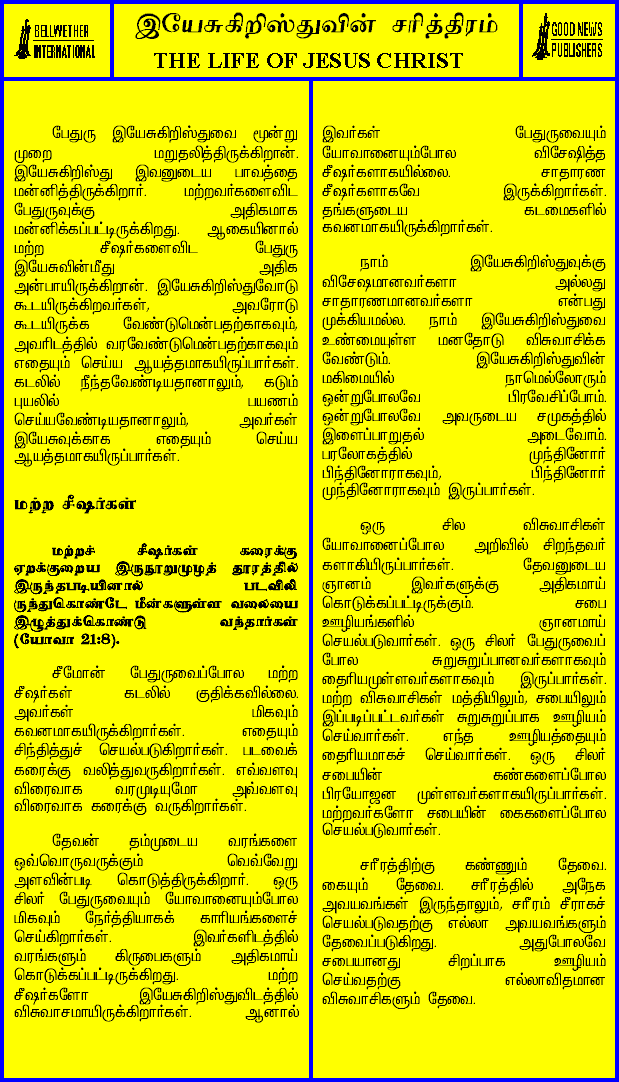 BELLWETHER
INTERNATIONAL
இயேசுகிறிஸ்துவின் சரித்திரம்
THE LIFE OF JESUS CHRIST
GOOD NEWS
PUBLISHERS
பேதுரு இயேசுகிறிஸ்துவை மூன்று
முறை மறுதலித்திருக்கிறான்.
இயேசுகிறிஸ்து இவனுடைய பாவத்தை
மன்னித்திருக்கிறார். மற்றவர்களைவிட
பேதுருவுக்கு அதிகமாக
மன்னிக்கப்பட்டிருக்கிறது. ஆகையினால்
மற்ற சீஷர்களைவிட பேதுரு
இயேசுவின்மீது அதிக
அன்பாயிருக்கிறான். இயேசுகிறிஸ்துவோடு
கூடயிருக்கிறவர்கள், அவரோடு
கூடயிருக்க வேண்டுமென்பதற்காகவும்,
அவரிடத்தில் வரவேண்டுமென்பதற்காகவும்
எதையும் செய்ய ஆயத்தமாகயிருப்பார்கள்.
கடலில் நீந்தவேண்டியதானாலும், கடும்
புயலில் பயணம்
செய்யவேண்டியதானாலும், அவர்கள்
இயேசுவுக்காக எதையும் செய்ய
ஆயத்தமாகயிருப்பார்கள்.
மற்ற சீஷர்கள்
மற்றச் சீஷர்கள் கரைக்கு
ஏறக்குறைய இருநூறுமுழத் தூரத்தில்
இருந்தபடியினால் படவிலி
ருந்துகொண்டே, மீன்களுள்ள வலையை
இழுத்துக்கொண்டு வந்தார்கள்
(யோவா 21:8).
சீமோன் பேதுருவைப்போல மற்ற
சீஷர்கள் கடலில் குதிக்கவில்லை.
அவர்கள் மிகவும்
கவனமாகயிருக்கிறார்கள். எதையும்
சிந்தித்துச் செயல்படுகிறார்கள். படவைக்
கரைக்கு வலித்துவருகிறார்கள். எவ்வளவு
விரைவாக வரமுடியுமோ அவ்வளவு
விரைவாக கரைக்கு வருகிறார்கள்.
தேவன் தம்முடைய வரங்களை
ஒவ்வொருவருக்கும் வெவ்வேறு
அளவின்படி கொடுத்திருக்கிறார். ஒரு
சிலர் பேதுருவையும் யோவானையும்போல
மிகவும் நேர்த்தியாகக் காரியங்களைச்
செய்கிறார்கள். இவர்களிடத்தில்
வரங்களும் கிருபைகளும் அதிகமாய்
கொடுக்கப்பட்டிருக்கிறது. மற்ற
சீஷர்களோ இயேசுகிறிஸ்துவிடத்தில்
விசுவாசமாயிருக்கிறார்கள். ஆனால்
இவர்கள் பேதுருவையும்
யோவானையும்போல விசேஷித்த
சீஷர்களாகயில்லை. சாதாரண
சீஷர்களாகவே இருக்கிறார்கள்.
தங்களுடைய கடமைகளில்
கவனமாகயிருக்கிறார்கள்.
நாம் இயேசுகிறிஸ்துவுக்கு
விசேஷமானவர்களா அல்லது
சாதாரணமானவர்களா என்பது
முக்கியமல்ல. நாம் இயேசுகிறிஸ்துவை
உண்மையுள்ள மனதோடு விசுவாசிக்க
வேண்டும். இயேசுகிறிஸ்துவின்
மகிமையில் நாமெல்லோரும்
ஒன்றுபோலவே பிரவேசிப்போம்.
ஒன்றுபோலவே அவருடைய சமுகத்தில்
இளைப்பாறுதல் அடைவோம்.
பரலோகத்தில் முந்தினோர்
பிந்தினோராகவும், பிந்தினோர்
முந்தினோராகவும் இருப்பார்கள்.
ஒரு சில விசுவாசிகள்
யோவானைப்போல அறிவில் சிறந்தவர்
களாகியிருப்பார்கள். தேவனுடைய
ஞானம் இவர்களுக்கு அதிகமாய்
கொடுக்கப்பட்டிருக்கும். சபை
ஊழியங்களில் ஞானமாய்
செயல்படுவார்கள். ஒரு சிலர் பேதுருவைப்
போல சுறுசுறுப்பானவர்களாகவும்
தைரியமுள்ளவர்களாகவும் இருப்பார்கள்.
மற்ற விசுவாசிகள் மத்தியிலும், சபையிலும்
இப்படிப்பட்டவர்கள் சுறுசுறுப்பாக ஊழியம்
செய்வார்கள். எந்த ஊழியத்தையும்
தைரியமாகச் செய்வார்கள். ஒரு சிலர்
சபையின் கண்களைப்போல
பிரயோஜன முள்ளவர்களாகயிருப்பார்கள்.
மற்றவர்களோ சபையின் கைகளைப்போல
செயல்படுவார்கள்.
சரீரத்திற்கு கண்ணும் தேவை.
கையும் தேவை. சரீரத்தில் அநேக
அவயவங்கள் இருந்தாலும், சரீரம் சீராகச்
செயல்படுவதற்கு எல்லா அவயவங்களும்
தேவைப்படுகிறது. அதுபோலவே
சபையானது சிறப்பாக ஊழியம்
செய்வதற்கு எல்லாவிதமான
விசுவாசிகளும் தேவை.